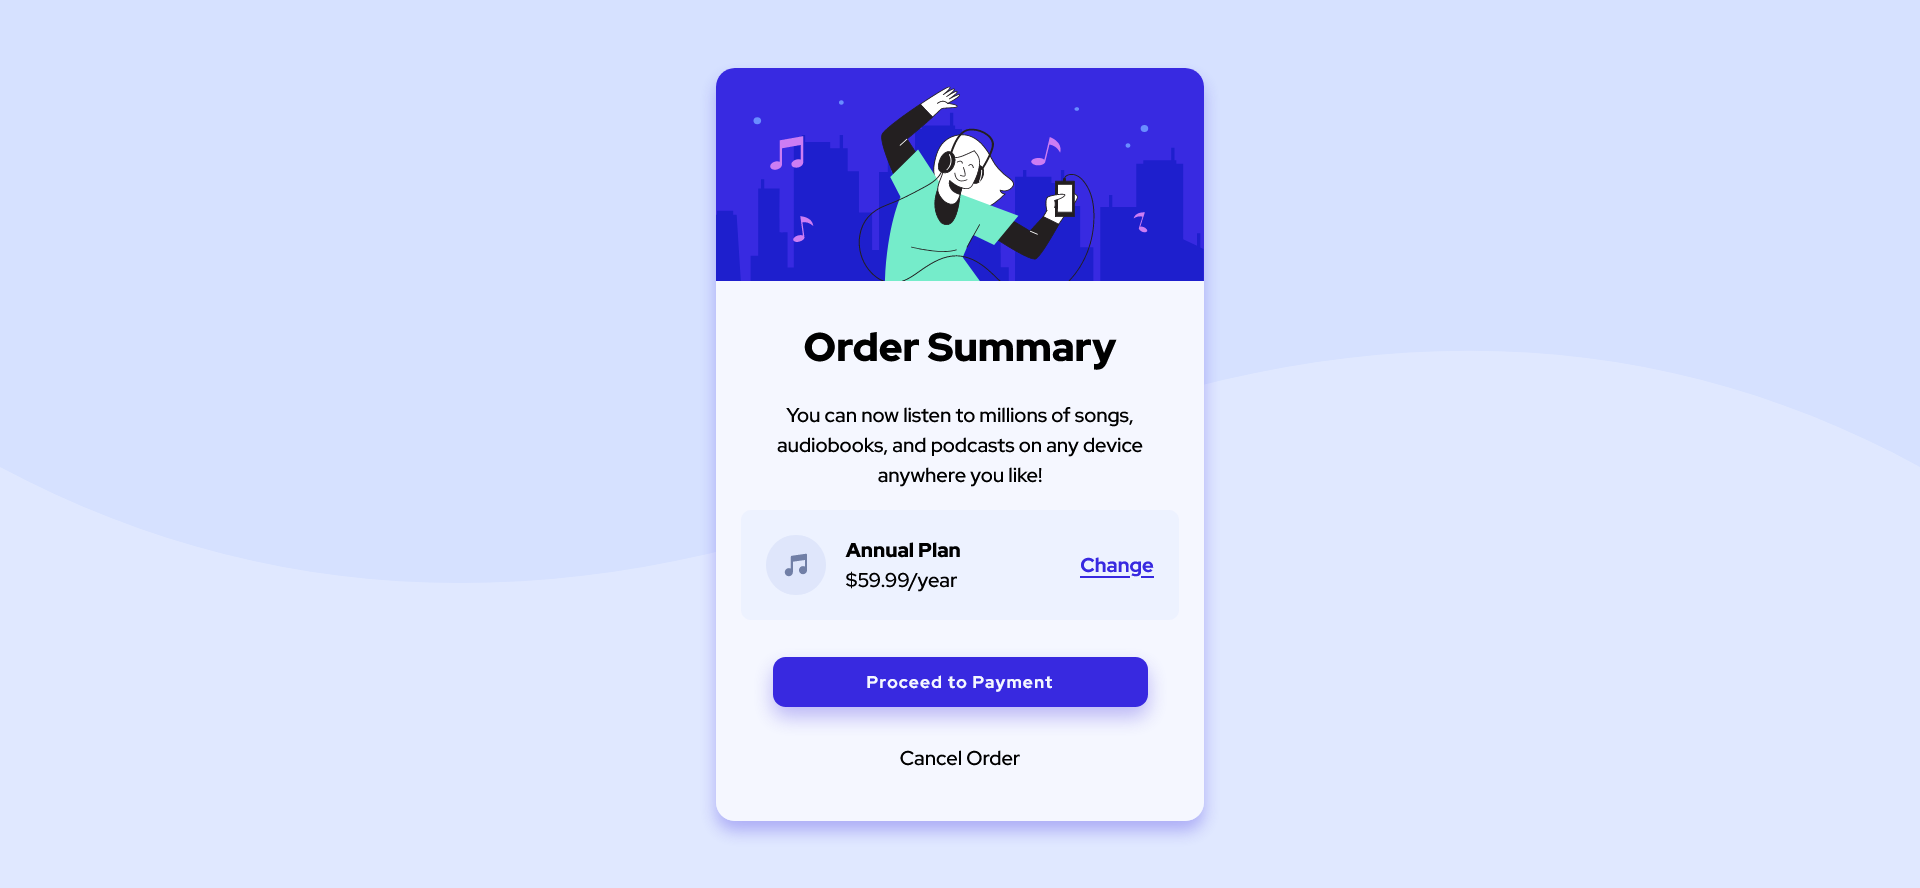 Order Summary
You can now listen to millions of songs,
audiobooks, and podcasts on any device
anywhere you like!
Annual Plan
$59.99/year
Change
Proceed to Payment
Cancel Order